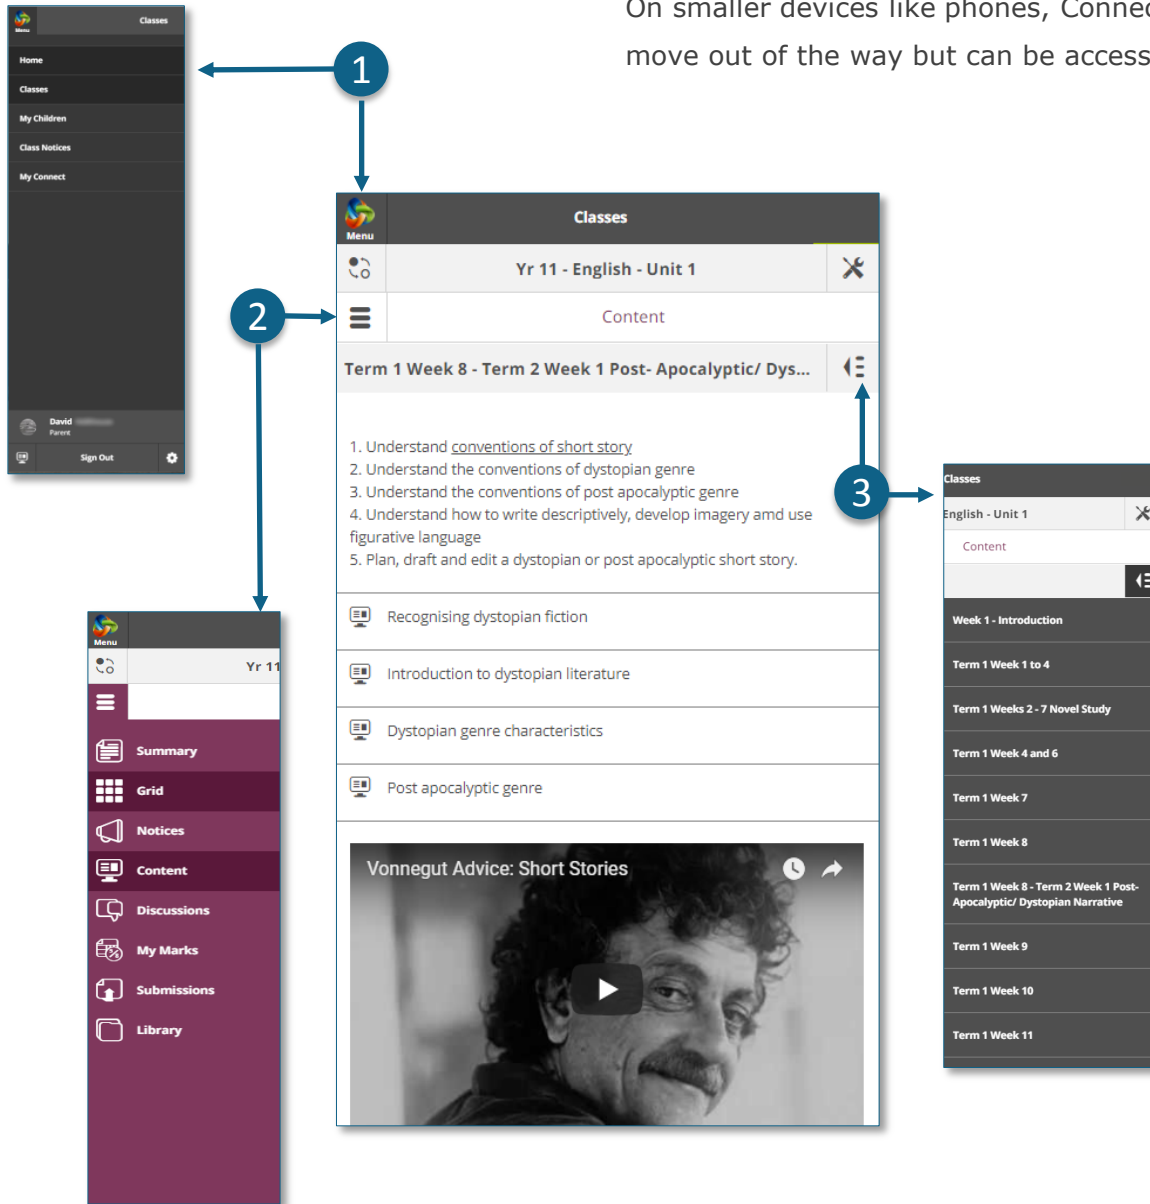 On smaller devices like phones, Connec
move out of the way but can be access
Menu
Classes
Home
Classes
My Children
Class Notices
My Connect
David
Parent
Sign Out
1
2
3
Menu
Classes
Yr 11 - English - Unit 1
Content
Term 1 Week 8 - Term 2 Week 1 Post- Apocalyptic/ Dys...
1. Understand conventions of short story
2. Understand the conventions of dystopian genre
3. Understand the conventions of post apocalyptic genre
4. Understand how to write descriptively, develop imagery amd use
figurative language
5. Plan, draft and edit a dystopian or post apocalyptic short story.
Recognising dystopian fiction
Introduction to dystopian literature
Dystopian genre characteristics
Post apocalyptic genre
Vonnegut Advice: Short Stories
Menu
Yr 11
Summary
Grid
Notices
Content
Discussions
My Marks
Submissions
Library
Classes
English - Unit 1
Content
Week 1 - Introduction
Term 1 Week 1 to 4
Term 1 Weeks 2 - 7 Novel Study
Term 1 Week 4 and 6
Term 1 Week 7
Term 1 Week 8
Term 1 Week 8 - Term 2 Week 1 Post-
Apocalyptic/ Dystopian Narrative
Term 1 Week 9
Term 1 Week 10
Term 1 Week 11